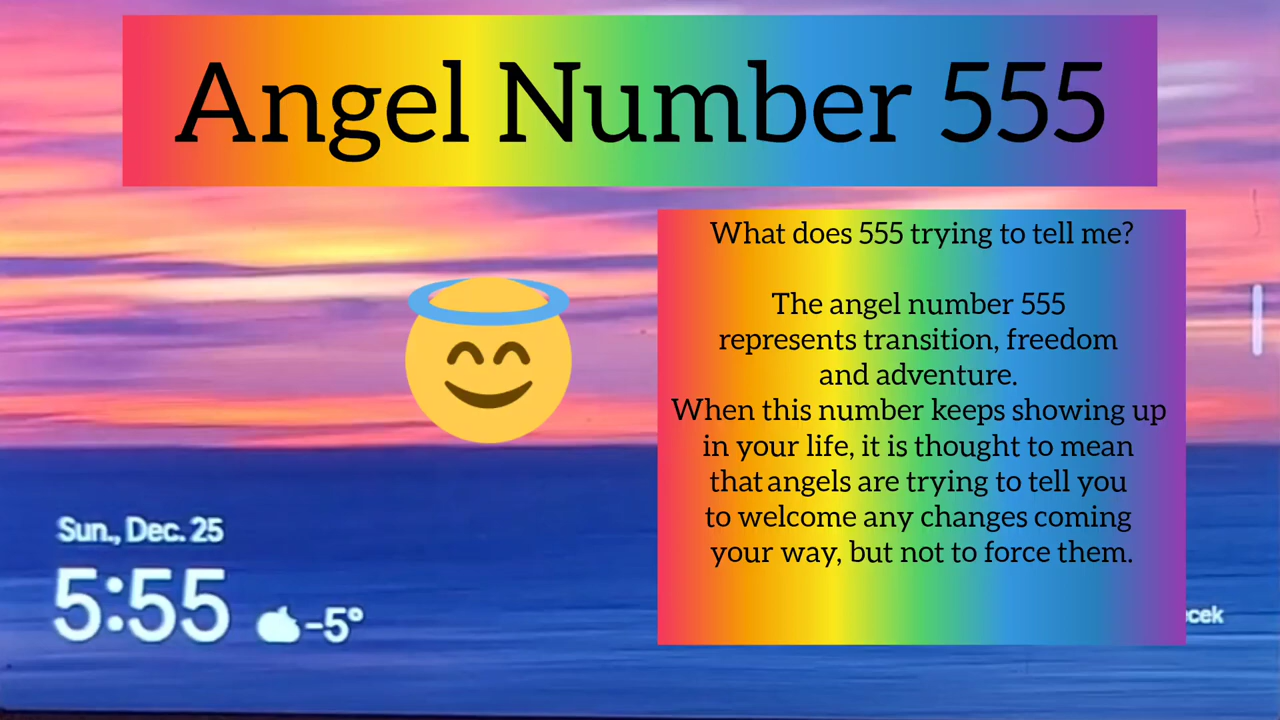 Angel Number 555
What does 555 trying to tell me?
The angel number 555
represents transition, freedom
and adventure.
When this number keeps showing up
in your life, it is thought to mean
that angels are trying to tell you
to welcome any changes coming
your way, but not to force them.
Sun., Dec. 25
5:55 -5°